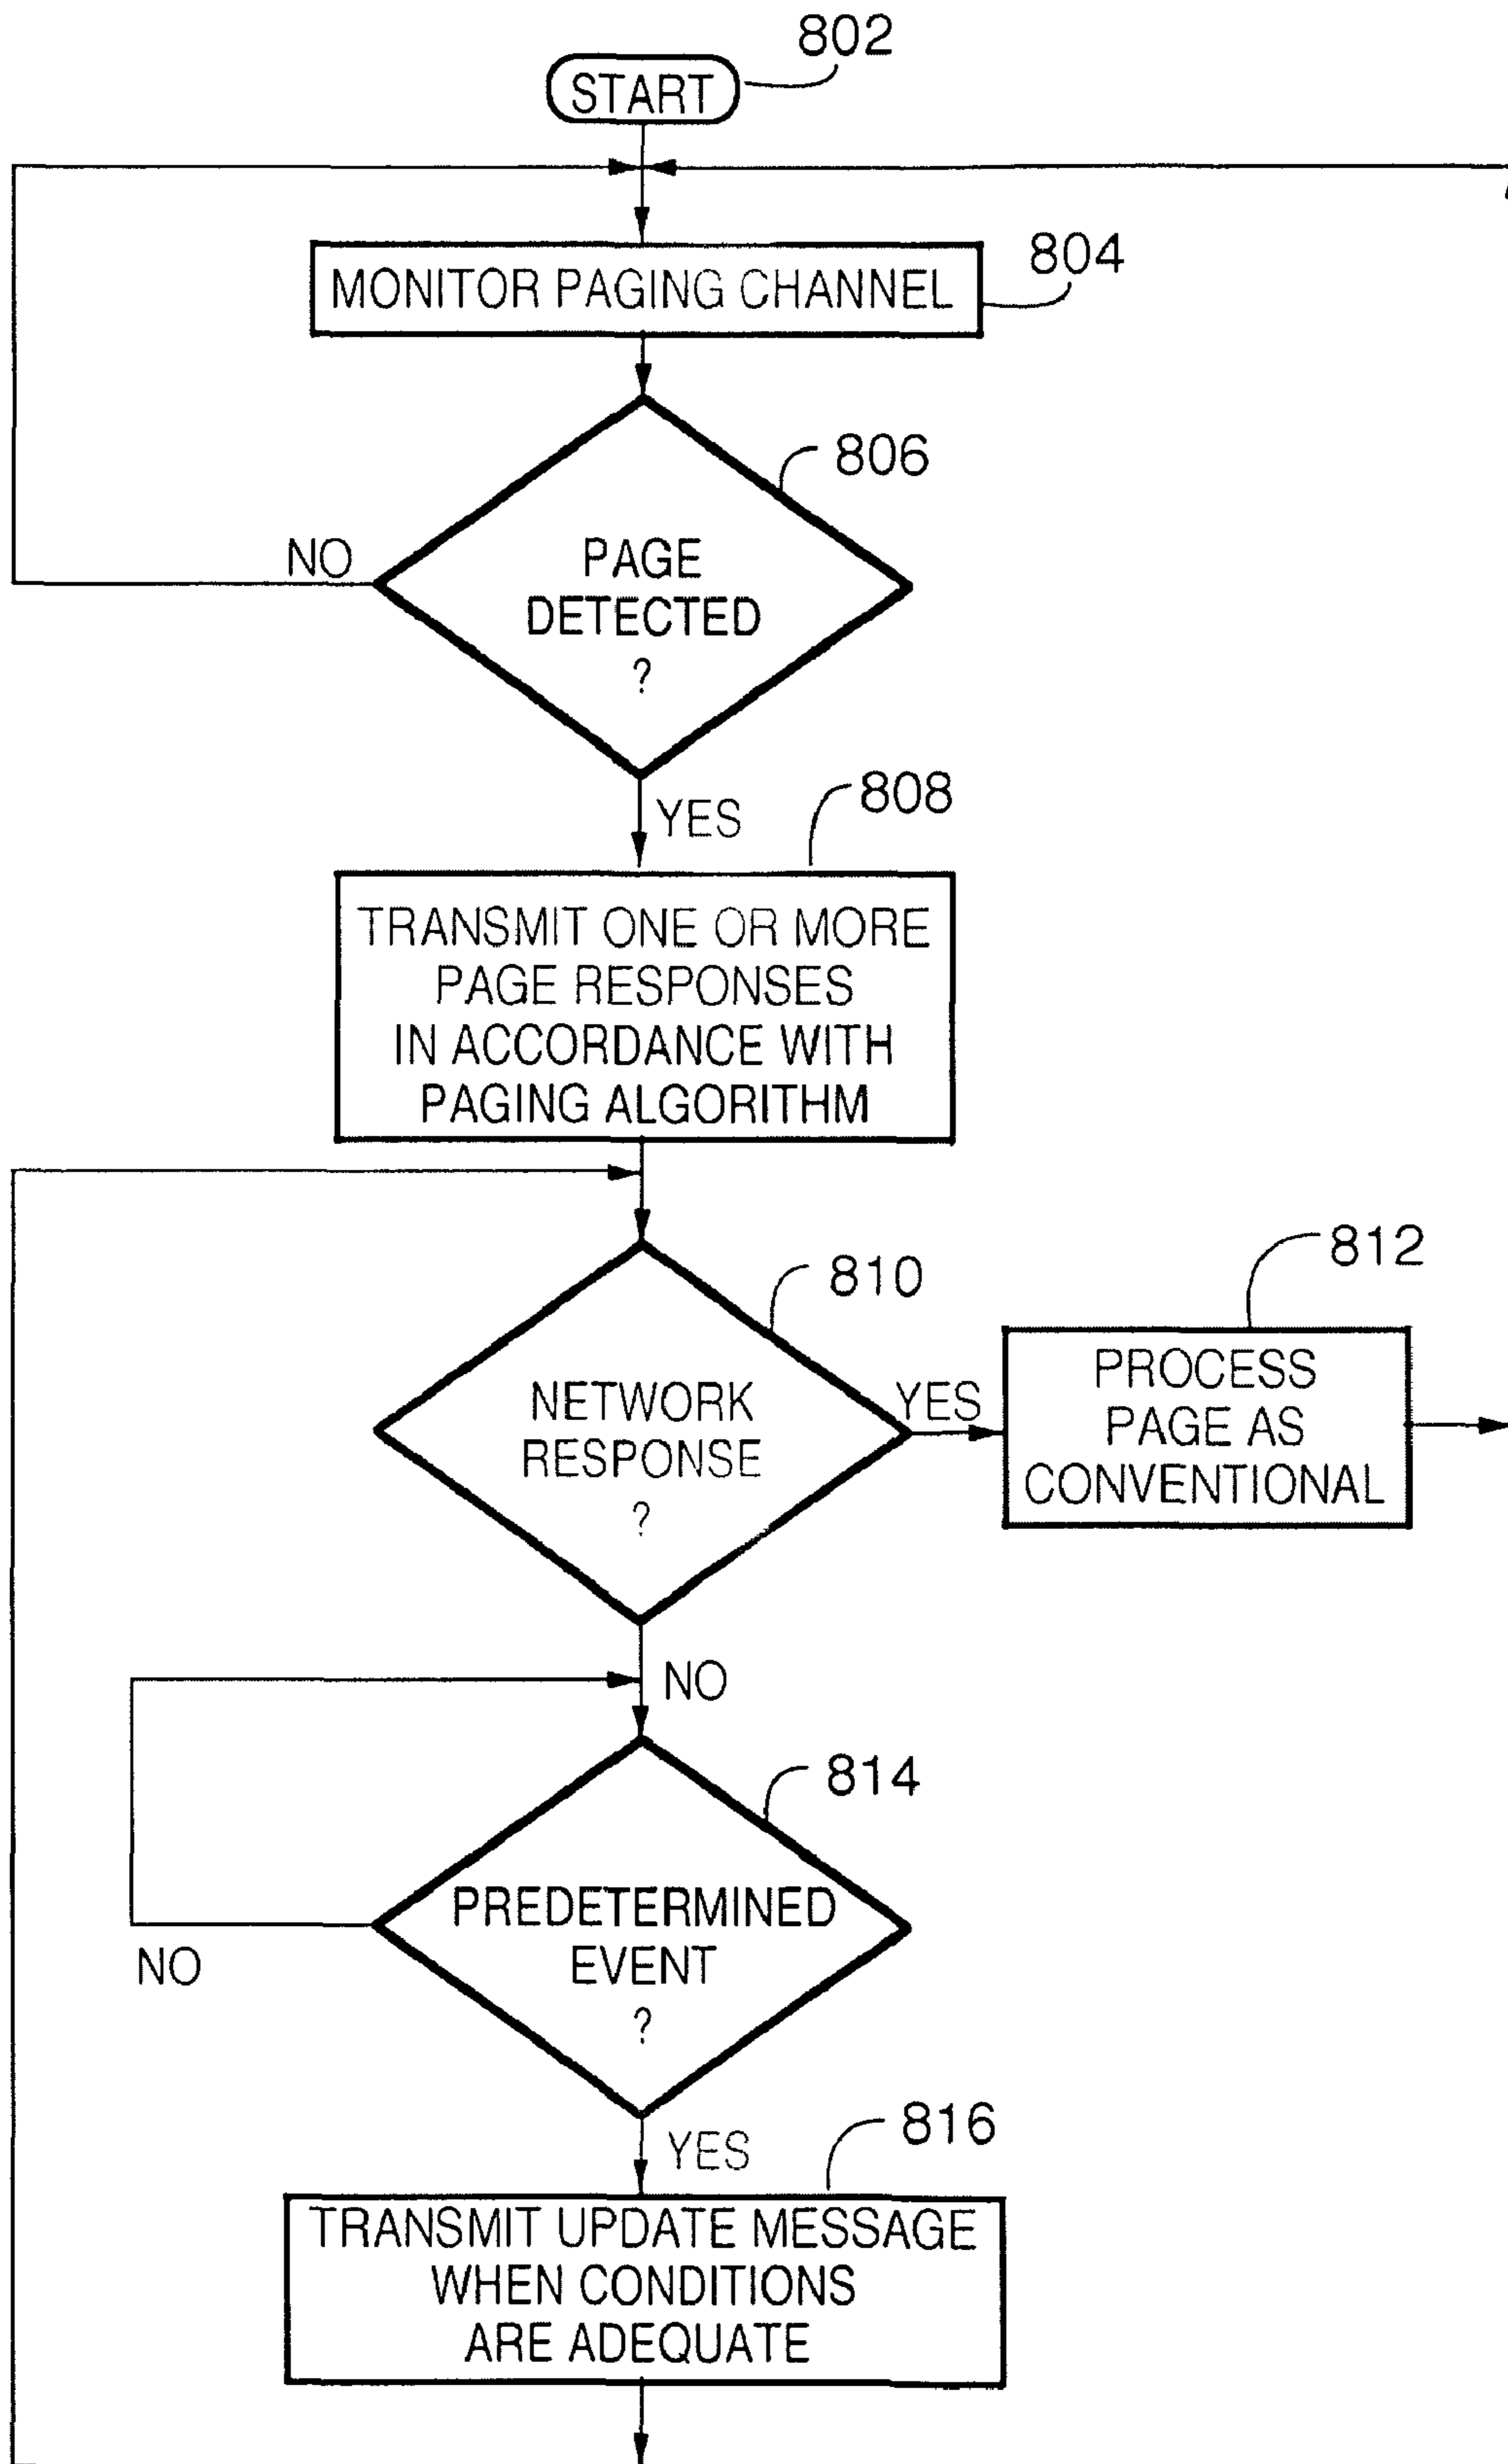 802
START
MONITOR PAGING CHANNEL
804
806
NO
PAGE
DETECTED
?
YES
808
TRANSMIT ONE OR MORE
PAGE RESPONSES
IN ACCORDANCE WITH
PAGING ALGORITHM
810
812
NETWORK
RESPONSE
?
YES
PROCESS
PAGE AS
CONVENTIONAL
NO
814
PREDETERMINED
EVENT
?
NO
YES
816
TRANSMIT UPDATE MESSAGE
WHEN CONDITIONS
ARE ADEQUATE